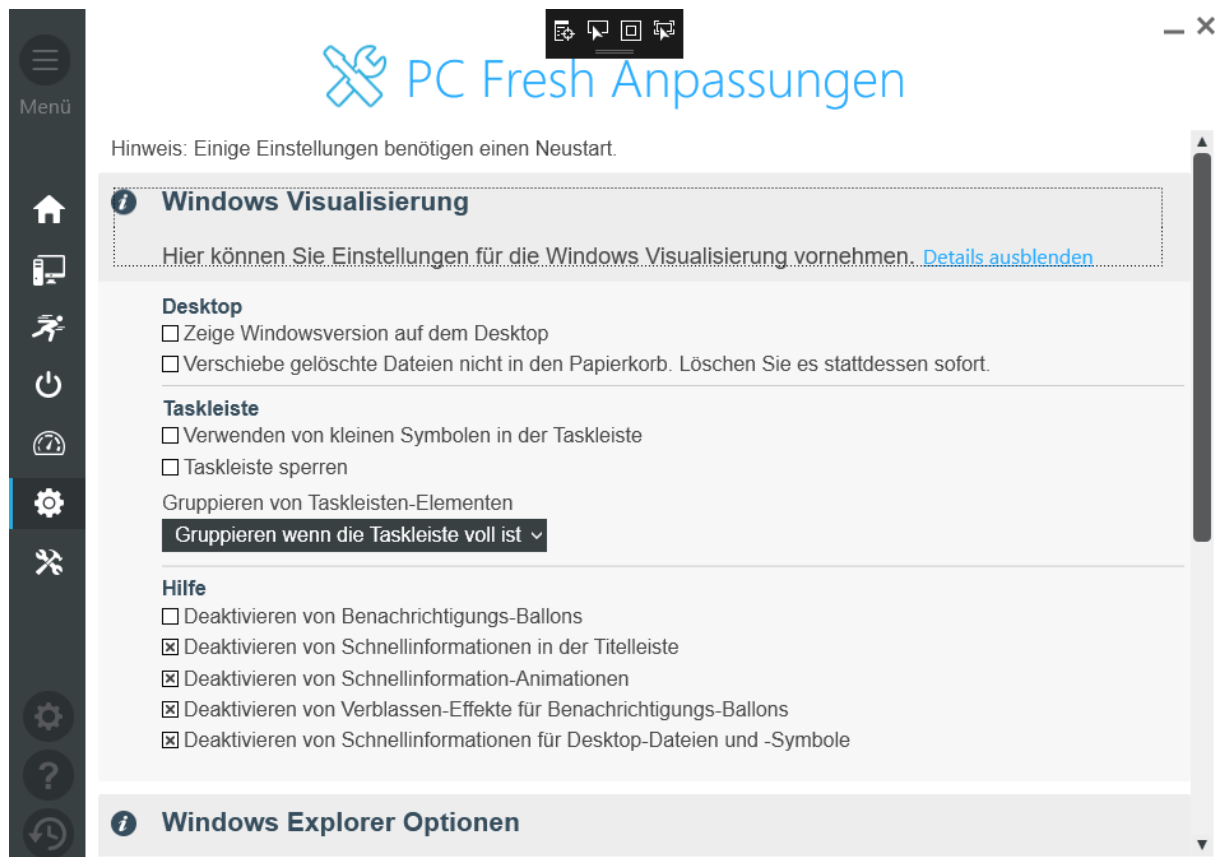 PC Fresh Anpassungen
Menü
Hinweis: Einige Einstellungen benötigen einen Neustart.
Windows Visualisierung
Hier können Sie Einstellungen für die Windows Visualisierung vornehmen. Details ausblenden
Desktop
Zeige Windowsversion auf dem Desktop
Verschiebe gelöschte Dateien nicht in den Papierkorb. Löschen Sie es stattdessen sofort.
Taskleiste
Verwenden von kleinen Symbolen in der Taskleiste
Taskleiste sperren
Gruppieren von Taskleisten-Elementen
Gruppieren wenn die Taskleiste voll ist
Hilfe
Deaktivieren von Benachrichtigungs-Ballons
Deaktivieren von Schnellinformationen in der Titelleiste
Deaktivieren von Schnellinformation-Animationen
Deaktivieren von Verblassen-Effekte für Benachrichtigungs-Ballons
Deaktivieren von Schnellinformationen für Desktop-Dateien und -Symbole
Windows Explorer Optionen